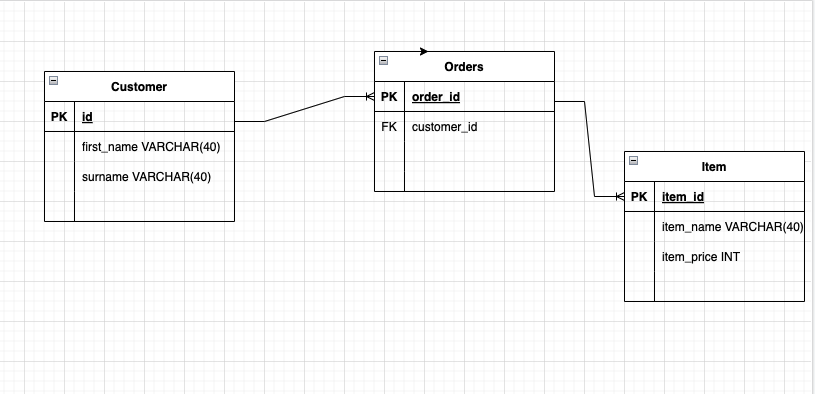 Customer
PK id
first_name VARCHAR(40)
surname VARCHAR(40)
Orders
PK order_id
FK customer_id
Item
PK item_id
item_name VARCHAR(40)
item_price INT